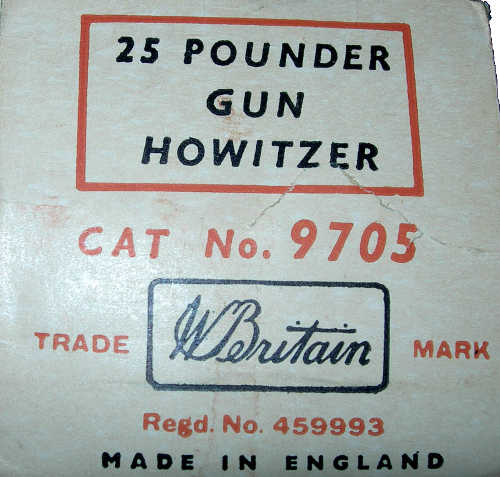 25 POUNDER
GUN
HOWITZER
CAT No. 9705
TRADE W Britain MARK
Regd. No. 459993
MADE IN ENGLAND